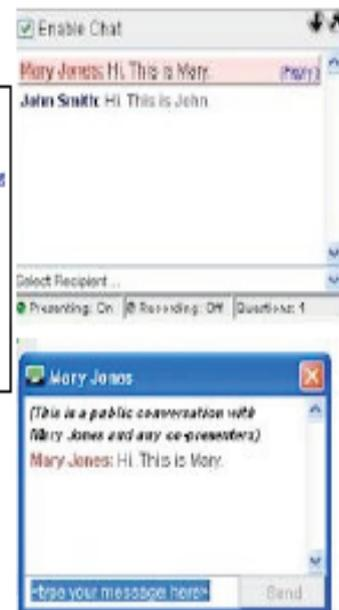 Enable Chat
Mary Jones: Hi. This is Mary. (Reply)
John Smith: Hi. This is John.
Select Recipient ...
Presenting: On Recording: Off Questions: 1
Mary Jones
(This is a public conversation with
Mary Jones and any co-presenters)
Mary Jones: Hi. This is Mary.
<type your message here>
Send